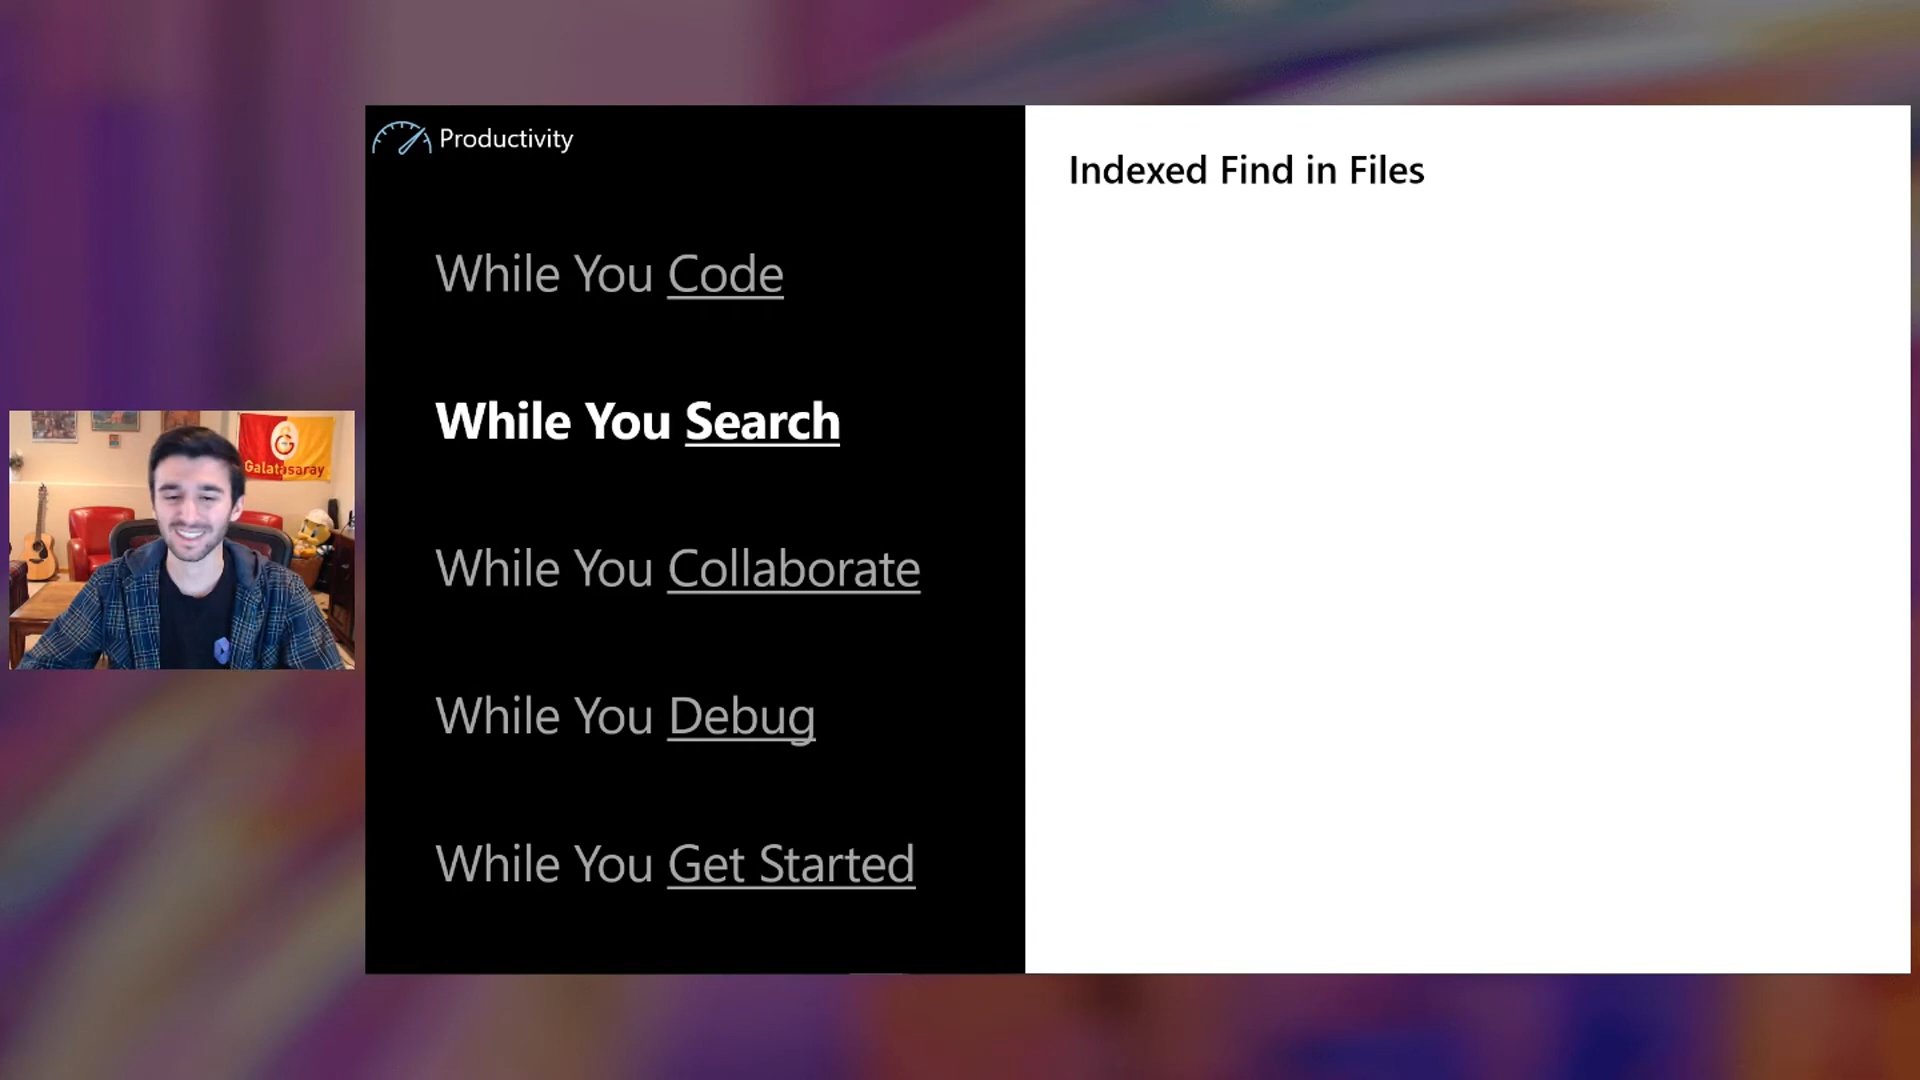 Productivity
While You Code
While You Search
While You Collaborate
While You Debug
While You Get Started
Indexed Find in Files
Galatasaray